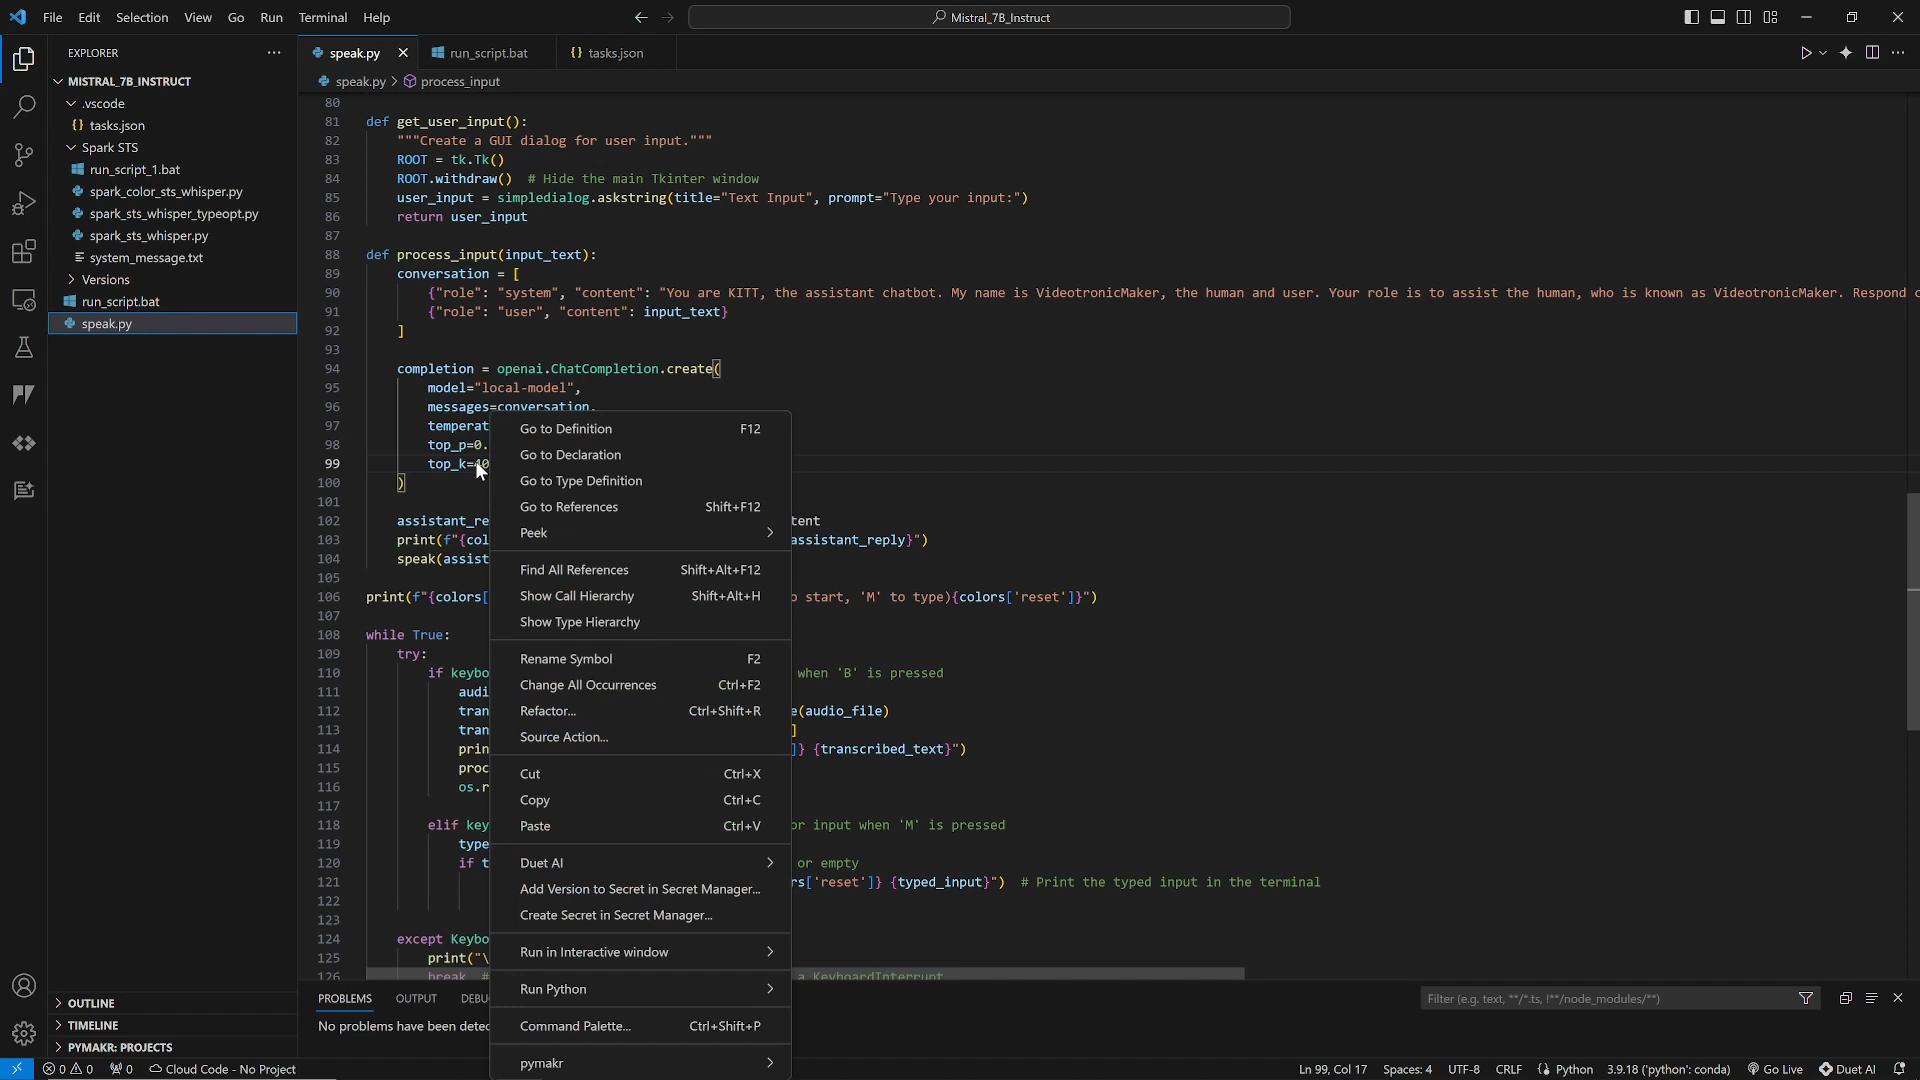 File Edit Selection View Go Run Terminal Help
Mistral_7B_Instruct
EXPLORER
MISTRAL_7B_INSTRUCT
.vscode
tasks.json
Spark STS
run_script_1.bat
spark_color_sts_whisper.py
spark_sts_whisper_typeopt.py
spark_sts_whisper.py
system_message.txt
Versions
run_script.bat
speak.py
OUTLINE
TIMELINE
PYMAKR: PROJECTS
speak.py run_script.bat tasks.json
speak.py > process_input
80
81 def get_user_input():
82 """Create a GUI dialog for user input."""
83 ROOT = tk.Tk()
84 ROOT.withdraw() # Hide the main Tkinter window
85 user_input = simpledialog.askstring(title="Text Input", prompt="Type your input:")
86 return user_input
87
88 def process_input(input_text):
89 conversation = [
90 {"role": "system", "content": "You are KITT, the assistant chatbot. My name is VideotronicMaker, the human and user. Your role is to assist the human, who is known as VideotronicMaker. Respond
91 {"role": "user", "content": input_text}
92 ]
93
94 completion = openai.ChatCompletion.create(
95 model="local-model",
96 messages=conversation,
97 temperat
98 top_p=0.
99 top_k=40
100 )
101
102 assistant_re tent
103 print(f"{col assistant_reply}")
104 speak(assist
105
106 print(f"{colors[ o start, 'M' to type){colors['reset']}")
107
108 while True:
109 try:
110 if keybo when 'B' is pressed
111 audi
112 tran e(audio_file)
113 tran ]
114 prin ]} {transcribed_text}")
115 proc
116 os.r
117
118 elif key or input when 'M' is pressed
119 type
120 if t or empty
121 rs['reset']} {typed_input}") # Print the typed input in the terminal
122
123
124 except Keybo
125 print("\
126 break # a KeyboardInterrupt
Go to Definition F12
Go to Declaration
Go to Type Definition
Go to References Shift+F12
Peek
Find All References Shift+Alt+F12
Show Call Hierarchy Shift+Alt+H
Show Type Hierarchy
Rename Symbol F2
Change All Occurrences Ctrl+F2
Refactor... Ctrl+Shift+R
Source Action...
Cut Ctrl+X
Copy Ctrl+C
Paste Ctrl+V
Duet AI
Add Version to Secret in Secret Manager...
Create Secret in Secret Manager...
Run in Interactive window
Run Python
Command Palette... Ctrl+Shift+P
pymakr
PROBLEMS OUTPUT DEBU
Filter (e.g. text, **/*.ts, !**/node_modules/**)
No problems have been detec
0 0 0 Cloud Code - No Project
Ln 99, Col 17 Spaces: 4 UTF-8 CRLF Python 3.9.18 ('python': conda) Go Live Duet AI